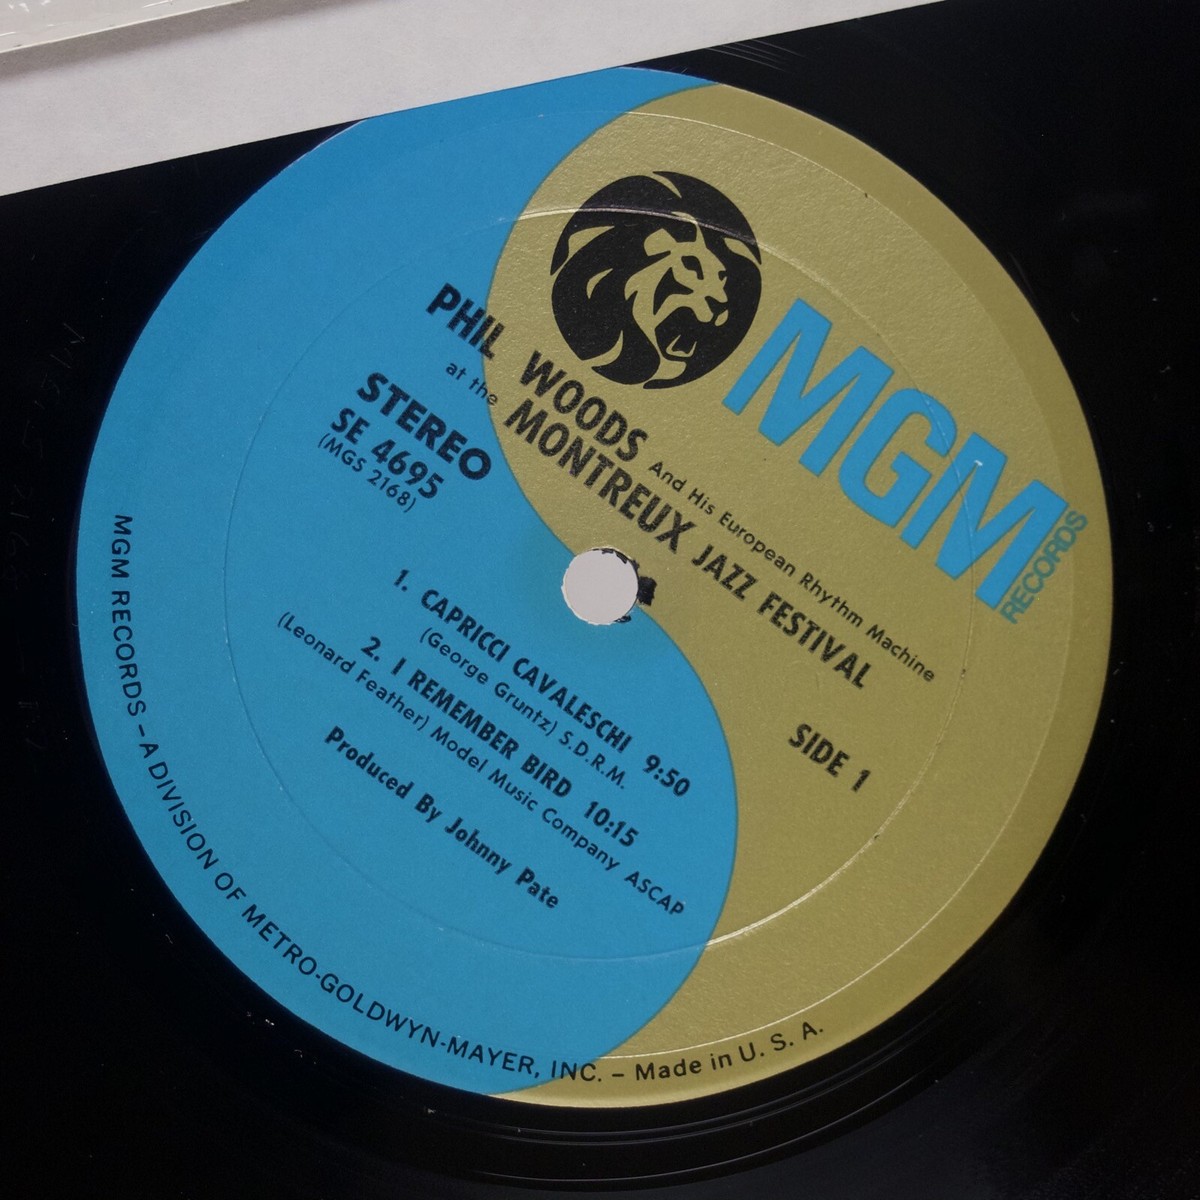 MGM
RECORDS
PHIL WOODS And His European Rhythm Machine
at the MONTREUX JAZZ FESTIVAL
STEREO
SE 4695
(MGS 2168)
SIDE 1
1. CAPRICCI CAVALESCHI 9:50
(George Gruntz) S.D.R.M.
2. I REMEMBER BIRD 10:15
(Leonard Feather) Model Music Company ASCAP
Produced By Johnny Pate
MGM RECORDS – A DIVISION OF METRO-GOLDWYN-MAYER, INC. – Made in U. S. A.